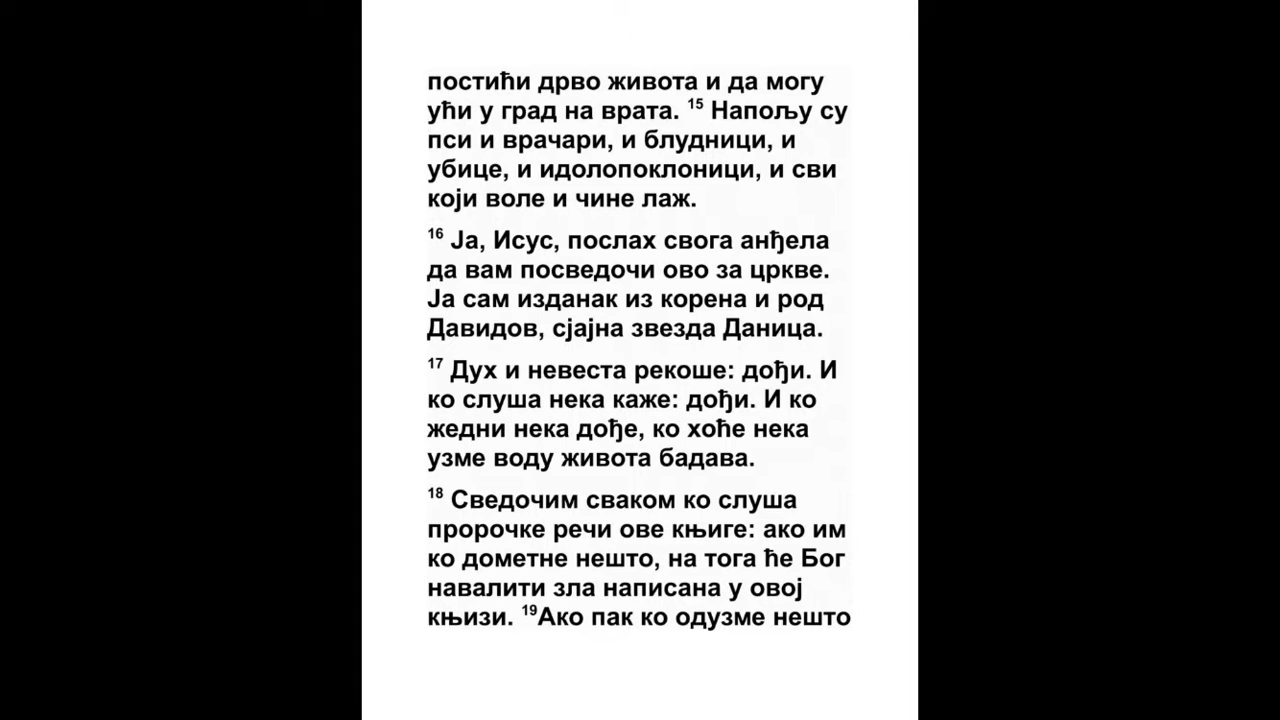 постићи дрво живота и да могу
ући у град на врата. 15 Напољу су
пси и врачари, и блудници, и
убице, и идолопоклоници, и сви
који воле и чине лаж.
16 Ја, Исус, послах свога анђела
да вам посведочи ово за цркве.
Ја сам изданак из корена и род
Давидов, сјајна звезда Даница.
17 Дух и невеста рекоше: дођи. И
ко слуша нека каже: дођи. И ко
жедни нека дође, ко хоће нека
узме воду живота бадава.
18 Сведочим сваком ко слуша
пророчке речи ове књиге: ако им
ко дометне нешто, на тога ће Бог
навалити зла написана у овој
књизи. 19Ако пак ко одузме нешто